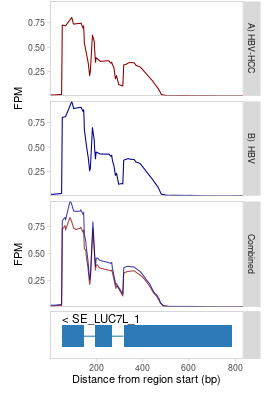 0.75
0.50
0.25
FPM
A) HBV-HCC
0.75
0.50
0.25
FPM
B) HBV
0.75
0.50
0.25
FPM
Combined
< SE_LUC7L_1
200 400 600 800
Distance from region start (bp)